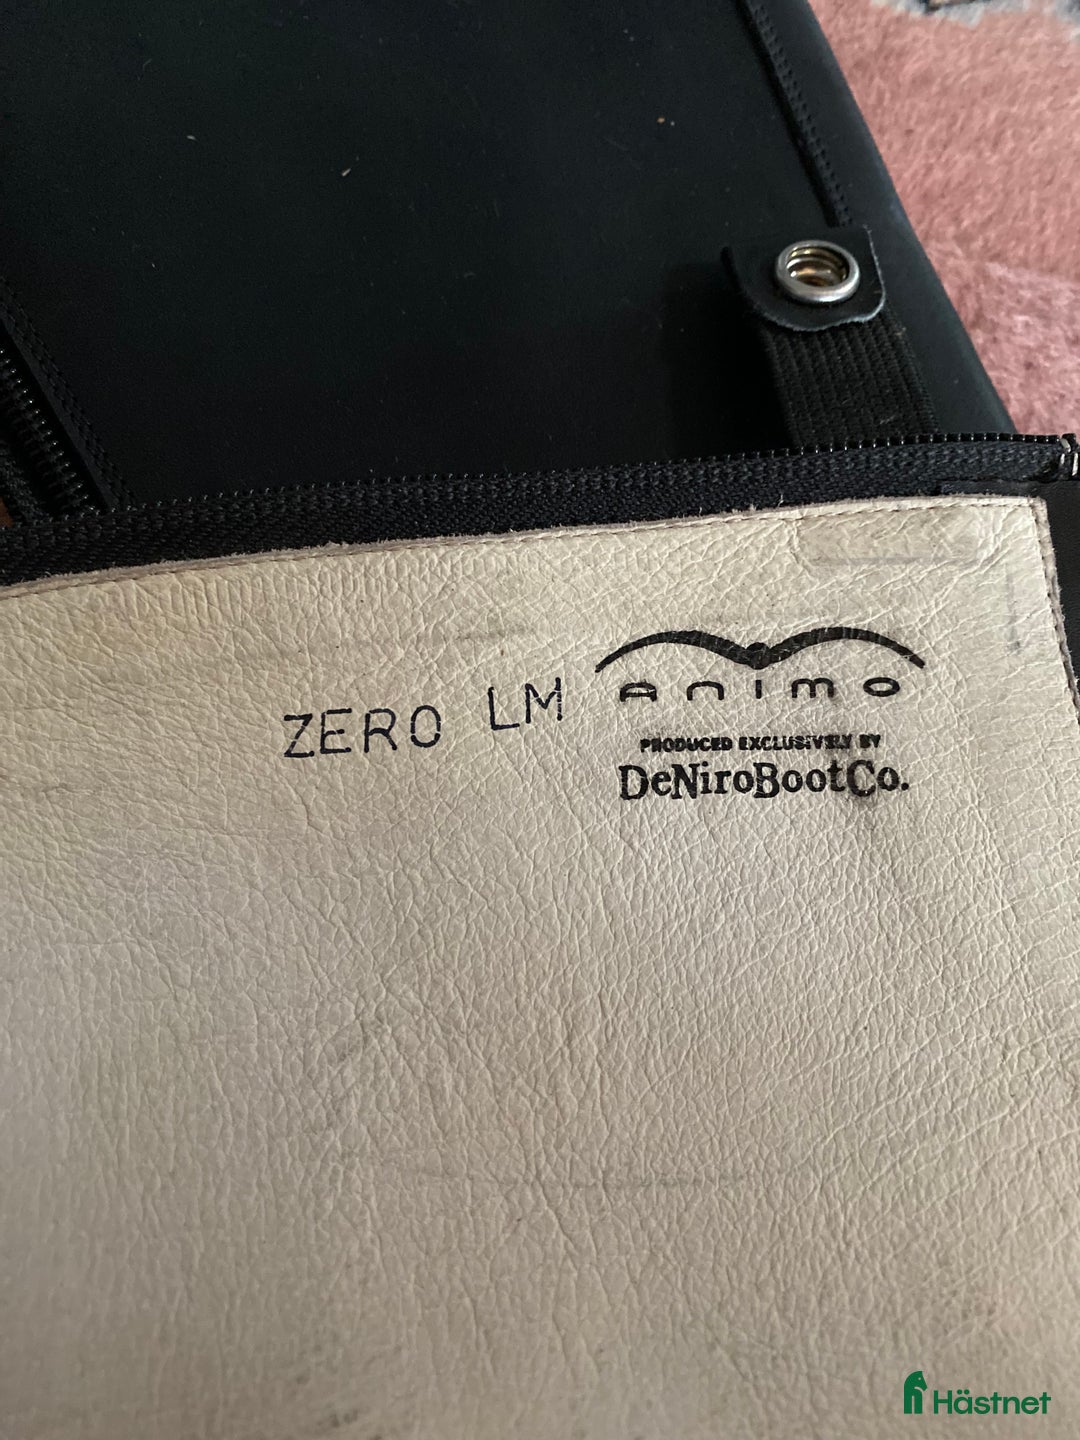 ZERO LM
Animo
PRODUCED EXCLUSIVELY BY
DeNiroBootCo.
Hästnet